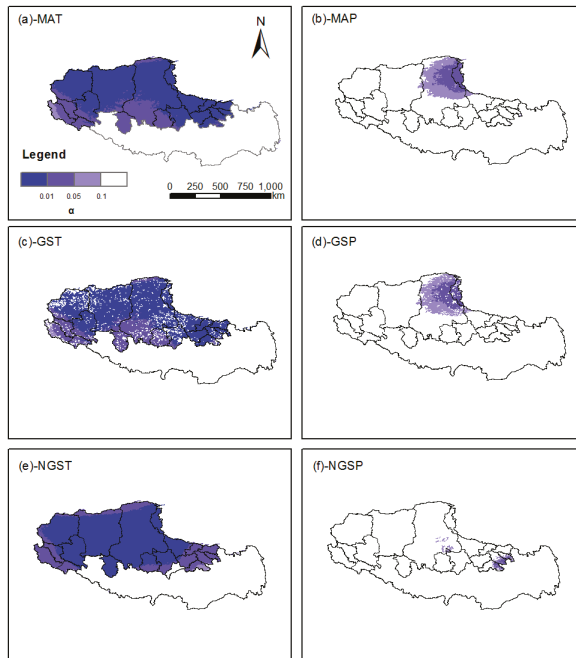 (a)-MAT
N
Legend
0.01 0.05 0.1
α
0 250 500 750 1,000
km
(b)-MAP
(c)-GST
(d)-GSP
(e)-NGST
(f)-NGSP